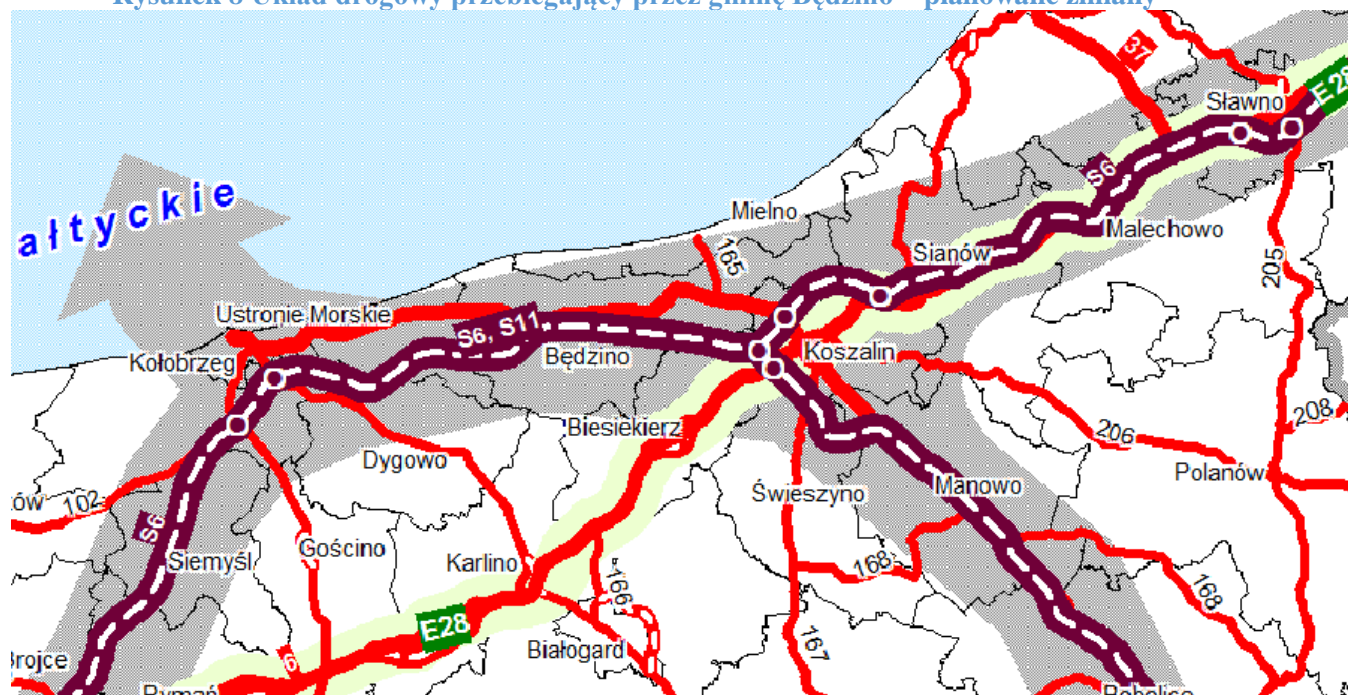 Rysunek 8 Układ drogowy przebiegający przez gminę Będzino – planowane zmiany
37
Sławno
E28
ałtyckie
S6
Mielno
Malechowo
165
Sianów
205
Ustronie Morskie
S6, S11
Kołobrzeg
Będzino
Koszalin
208
Biesiekierz
206
Dygowo
Polanów
102
Świeszyno
Manowo
S6
Gościno
Karlino
Siemyśl
168
166
168
E28
Białogard
167
6